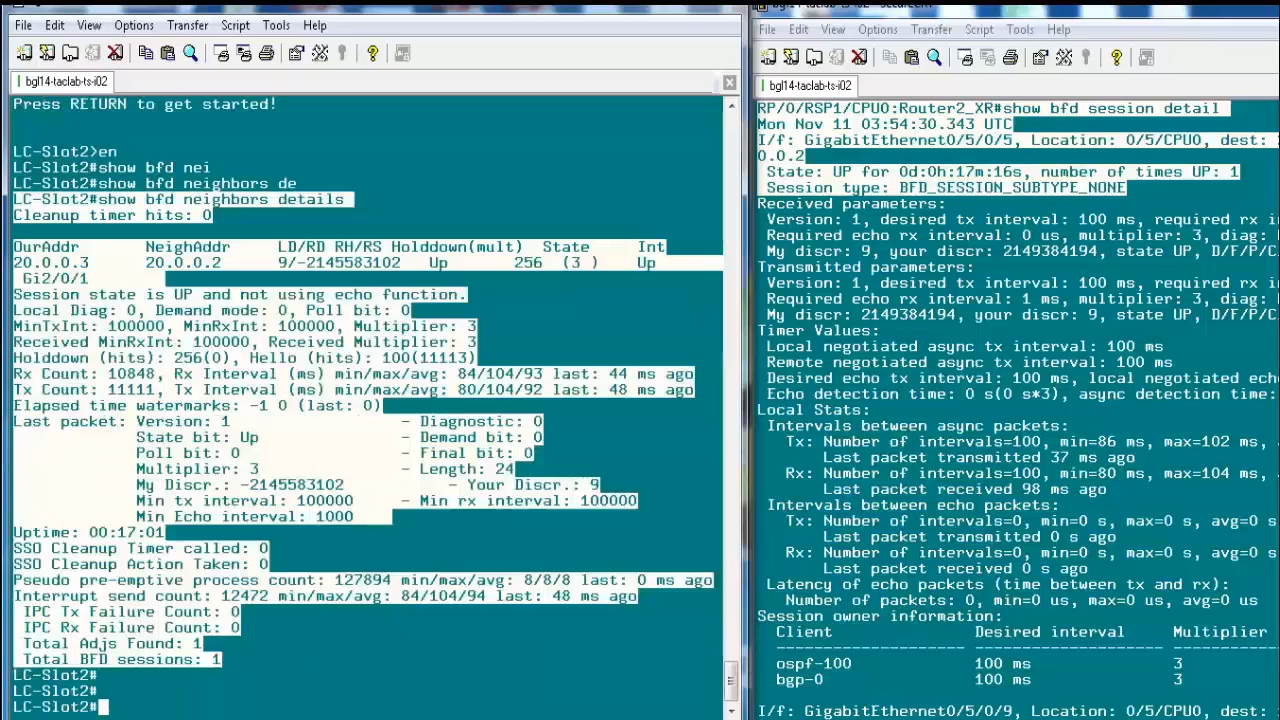 File Edit View Options Transfer Script Tools Help
bgl14-taclab-ts-i02
Press RETURN to get started!
LC-Slot2>en
LC-Slot2#show bfd nei
LC-Slot2#show bfd neighbors de
LC-Slot2#show bfd neighbors details
Cleanup timer hits: 0
OurAddr NeighAddr LD/RD RH/RS Holddown(mult) State Int
20.0.0.3 20.0.0.2 9/-2145583102 Up 256 (3 ) Up
Gi2/0/1
Session state is UP and not using echo function.
Local Diag: 0, Demand mode: 0, Poll bit: 0
MinTxInt: 100000, MinRxInt: 100000, Multiplier: 3
Received MinRxInt: 100000, Received Multiplier: 3
Holddown (hits): 256(0), Hello (hits): 100(11113)
Rx Count: 10848, Rx Interval (ms) min/max/avg: 84/104/93 last: 44 ms ago
Tx Count: 11111, Tx Interval (ms) min/max/avg: 80/104/92 last: 48 ms ago
Elapsed time watermarks: -1 0 (last: 0)
Last packet: Version: 1 - Diagnostic: 0
State bit: Up - Demand bit: 0
Poll bit: 0 - Final bit: 0
Multiplier: 3 - Length: 24
My Discr.: -2145583102 - Your Discr.: 9
Min tx interval: 100000 - Min rx interval: 100000
Min Echo interval: 1000
Uptime: 00:17:01
SSO Cleanup Timer called: 0
SSO Cleanup Action Taken: 0
Pseudo pre-emptive process count: 127894 min/max/avg: 8/8/8 last: 0 ms ago
Interrupt send count: 12472 min/max/avg: 84/104/94 last: 48 ms ago
IPC Tx Failure Count: 0
IPC Rx Failure Count: 0
Total Adjs Found: 1
Total BFD sessions: 1
LC-Slot2#
LC-Slot2#
LC-Slot2#
File Edit View Options Transfer Script Tools Help
bgl14-taclab-ts-i02
RP/0/RSP1/CPU0:Router2_XR#show bfd session detail
Mon Nov 11 03:54:30.343 UTC
I/f: GigabitEthernet0/5/0/5, Location: 0/5/CPU0, dest:
0.0.2
State: UP for 0d:0h:17m:16s, number of times UP: 1
Session type: BFD_SESSION_SUBTYPE_NONE
Received parameters:
Version: 1, desired tx interval: 100 ms, required rx i
Required echo rx interval: 0 us, multiplier: 3, diag:
My discr: 9, your discr: 2149384194, state UP, D/F/P/C
Transmitted parameters:
Version: 1, desired tx interval: 100 ms, required rx i
Required echo rx interval: 1 ms, multiplier: 3, diag:
My discr: 2149384194, your discr: 9, state UP, D/F/P/C
Timer Values:
Local negotiated async tx interval: 100 ms
Remote negotiated async tx interval: 100 ms
Desired echo tx interval: 100 ms, local negotiated ech
Echo detection time: 0 s(0 s*3), async detection time:
Local Stats:
Intervals between async packets:
Tx: Number of intervals=100, min=86 ms, max=102 ms,
Last packet transmitted 37 ms ago
Rx: Number of intervals=100, min=80 ms, max=104 ms,
Last packet received 98 ms ago
Intervals between echo packets:
Tx: Number of intervals=0, min=0 s, max=0 s, avg=0 s
Last packet transmitted 0 s ago
Rx: Number of intervals=0, min=0 s, max=0 s, avg=0 s
Last packet received 0 s ago
Latency of echo packets (time between tx and rx):
Number of packets: 0, min=0 us, max=0 us, avg=0 us
Session owner information:
Client Desired interval Multiplier
ospf-100 100 ms 3
bgp-0 100 ms 3
I/f: GigabitEthernet0/5/0/9, Location: 0/5/CPU0, dest: